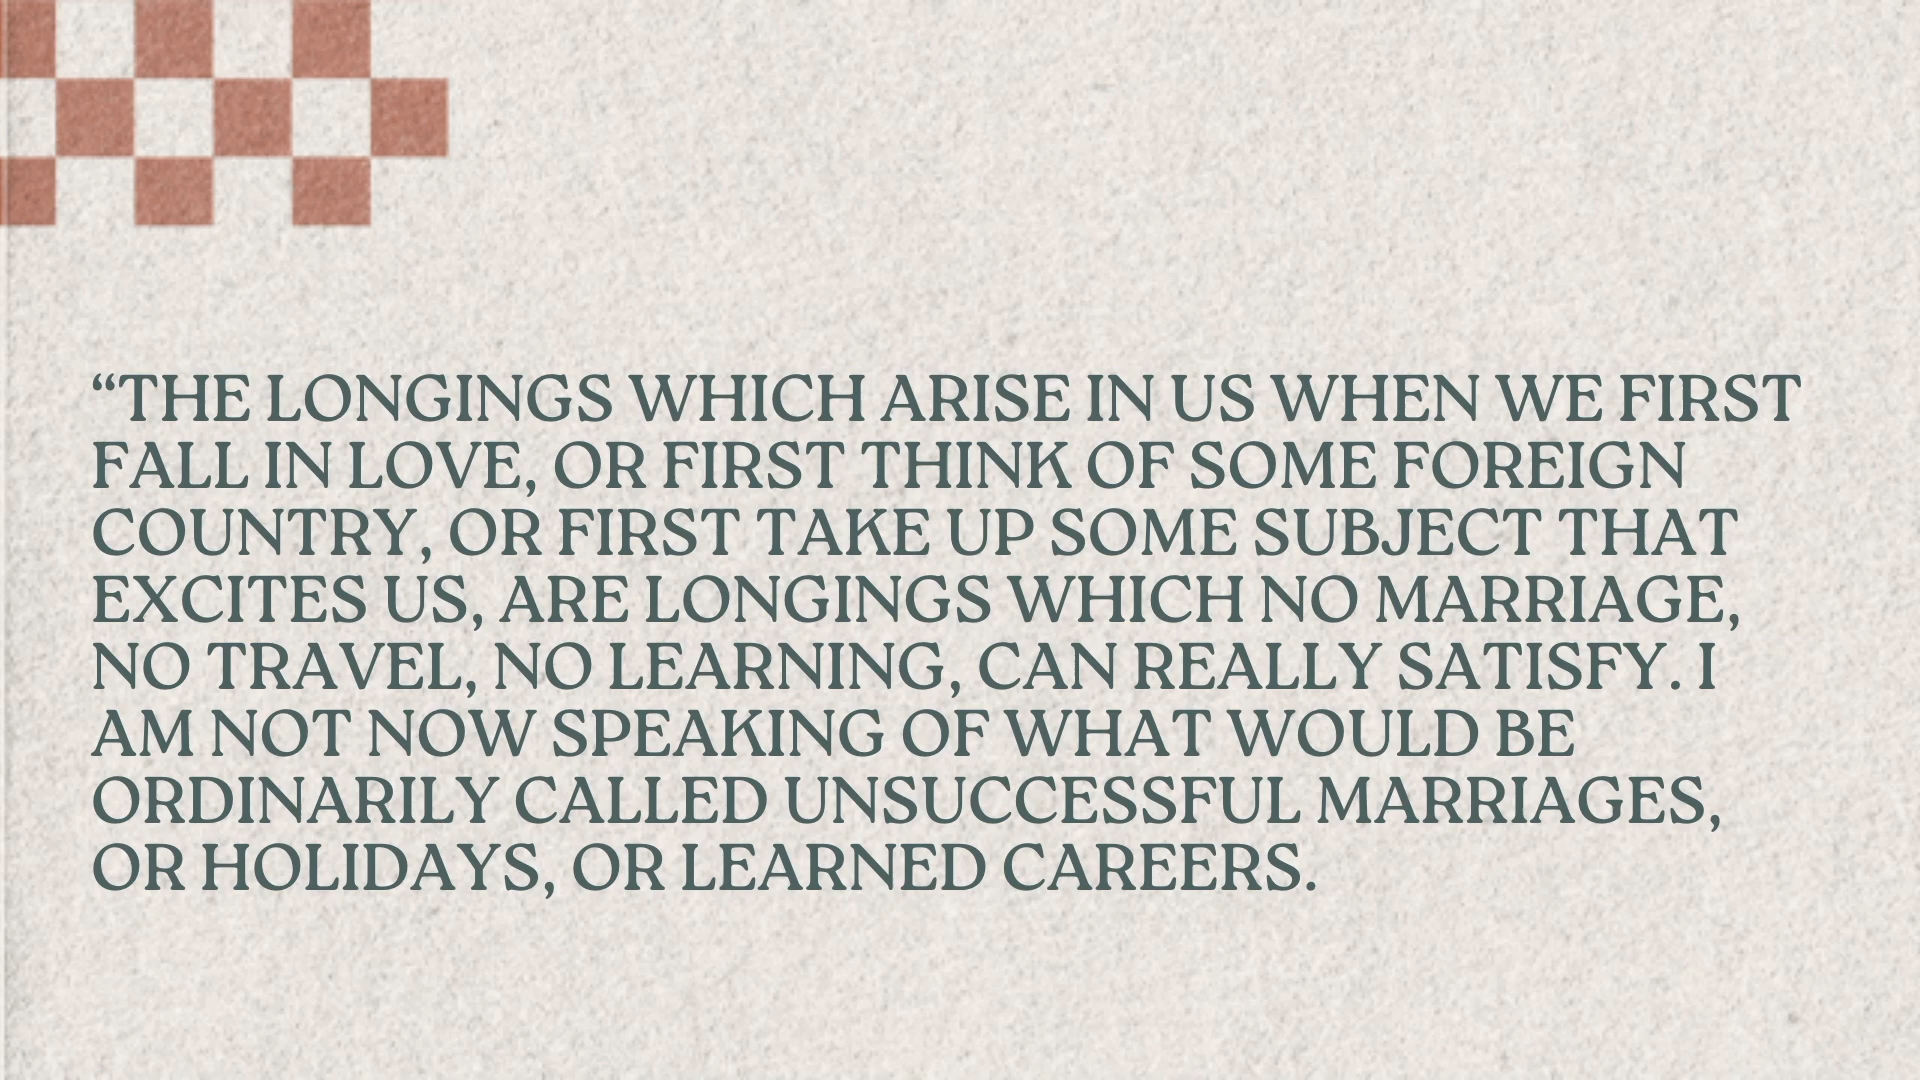 “THE LONGINGS WHICH ARISE IN US WHEN WE FIRST
FALL IN LOVE, OR FIRST THINK OF SOME FOREIGN
COUNTRY, OR FIRST TAKE UP SOME SUBJECT THAT
EXCITES US, ARE LONGINGS WHICH NO MARRIAGE,
NO TRAVEL, NO LEARNING, CAN REALLY SATISFY. I
AM NOT NOW SPEAKING OF WHAT WOULD BE
ORDINARILY CALLED UNSUCCESSFUL MARRIAGES,
OR HOLIDAYS, OR LEARNED CAREERS.